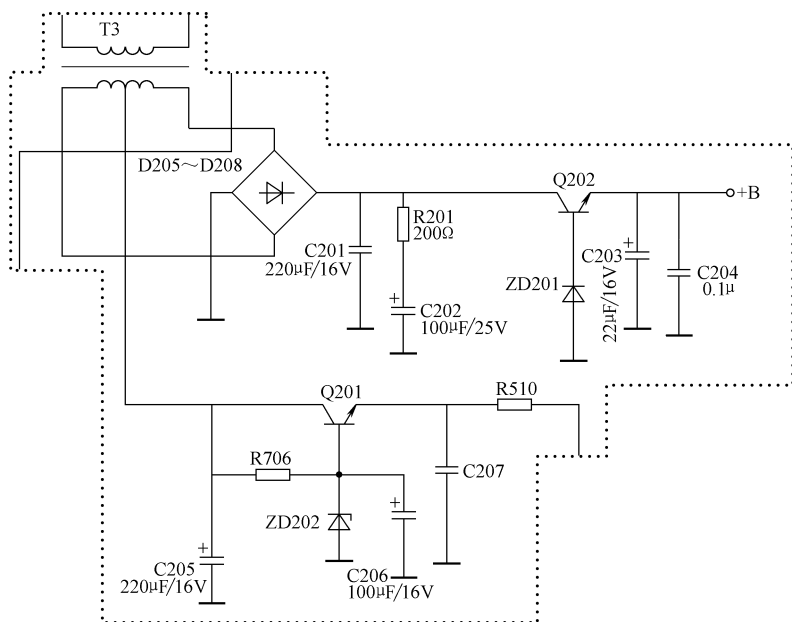 T3
D205～D208
Q202
+B
R201
200Ω
C201
220μF/16V
+
C203
22μF/16V
C204
0.1μ
ZD201
+
C202
100μF/25V
Q201
R510
R706
C207
ZD202
+
C206
100μF/16V
+
C205
220μF/16V